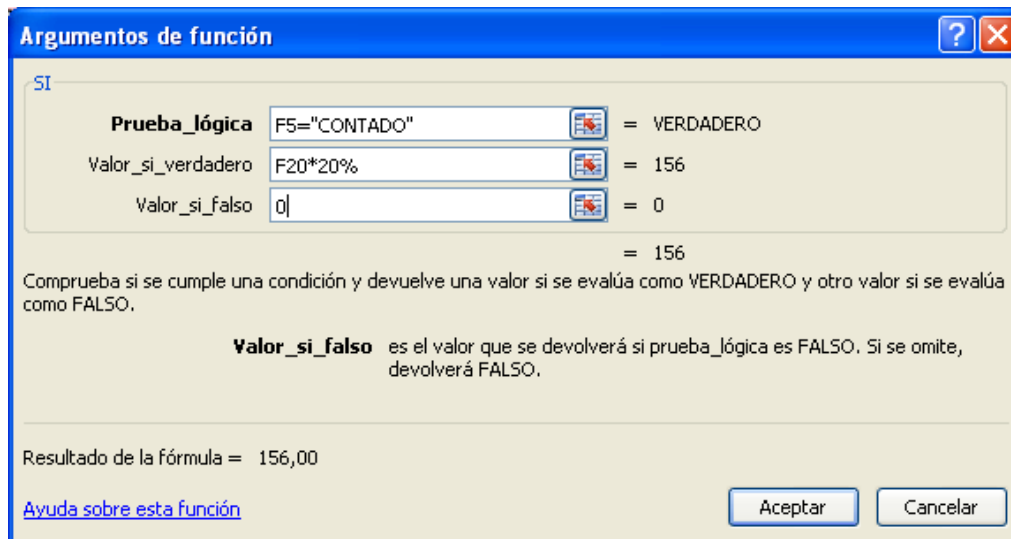 Argumentos de función
SI
Prueba_lógica F5="CONTADO" = VERDADERO
Valor_si_verdadero F20*20% = 156
Valor_si_falso 0 = 0
= 156
Comprueba si se cumple una condición y devuelve una valor si se evalúa como VERDADERO y otro valor si se evalúa
como FALSO.
Valor_si_falso es el valor que se devolverá si prueba_lógica es FALSO. Si se omite,
devolverá FALSO.
Resultado de la fórmula = 156,00
Ayuda sobre esta función
Aceptar Cancelar